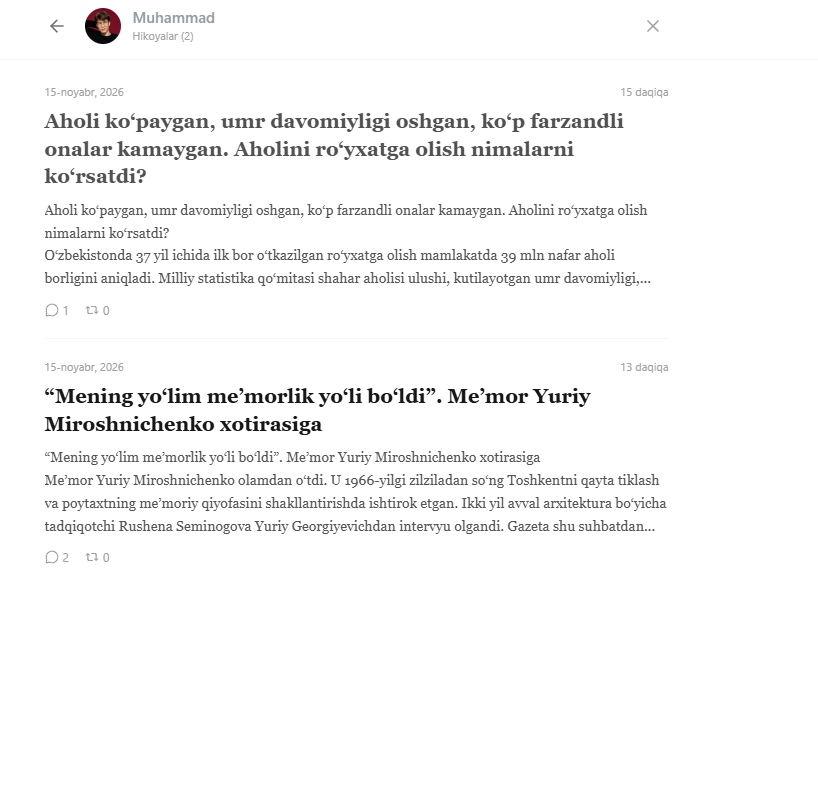 Muhammad
Hikoyalar (2)
15-noyabr, 2026
15 daqiqa
Aholi ko‘paygan, umr davomiyligi oshgan, ko‘p farzandli
onalar kamaygan. Aholini ro‘yxatga olish nimalarni
ko‘rsatdi?
Aholi ko‘paygan, umr davomiyligi oshgan, ko‘p farzandli onalar kamaygan. Aholini ro‘yxatga olish
nimalarni ko‘rsatdi?
O‘zbekistonda 37 yil ichida ilk bor o‘tkazilgan ro‘yxatga olish mamlakatda 39 mln nafar aholi
borligini aniqladi. Milliy statistika qo‘mitasi shahar aholisi ulushi, kutilayotgan umr davomiyligi,...
1
0
15-noyabr, 2026
13 daqiqa
“Mening yo‘lim me’morlik yo‘li bo‘ldi”. Me’mor Yuriy
Miroshnichenko xotirasiga
“Mening yo‘lim me’morlik yo‘li bo‘ldi”. Me’mor Yuriy Miroshnichenko xotirasiga
Me’mor Yuriy Miroshnichenko olamdan o‘tdi. U 1966-yilgi zilziladan so‘ng Toshkentni qayta tiklash
va poytaxtning me’moriy qiyofasini shakllantirishda ishtirok etgan. Ikki yil avval arxitektura bo‘yicha
tadqiqotchi Rushena Seminogova Yuriy Georgiyevichdan intervyu olgandi. Gazeta shu suhbatdan...
2
0